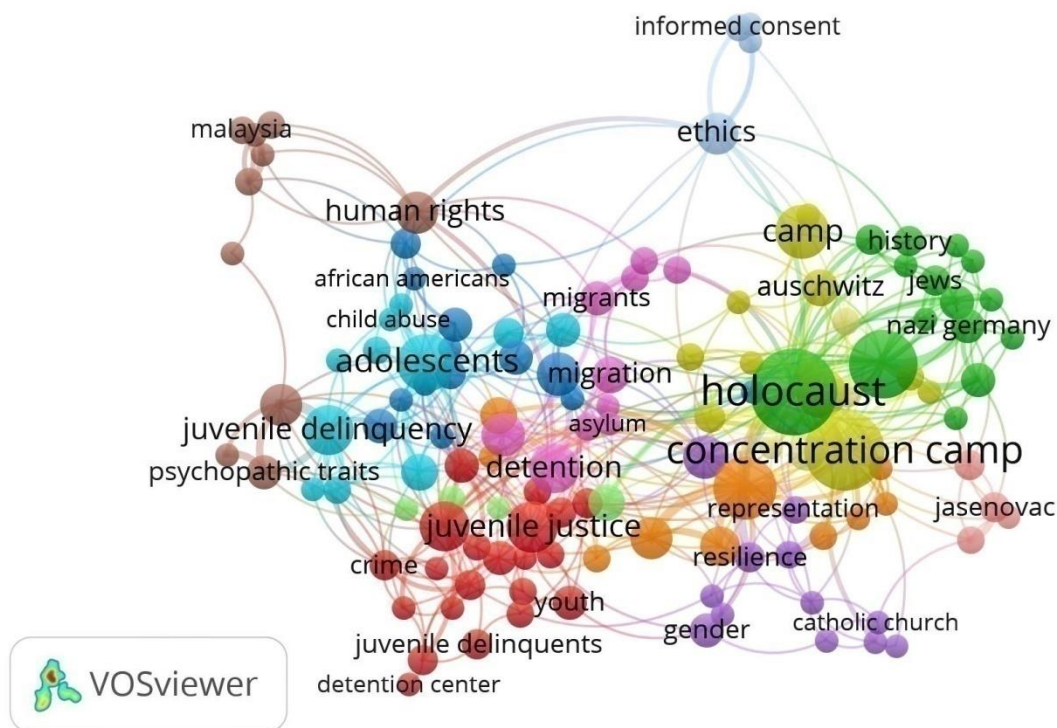 informed consent
malaysia
ethics
human rights
camp
history
african americans
migrants
auschwitz
jews
child abuse
nazi germany
adolescents
migration
holocaust
asylum
juvenile delinquency
concentration camp
psychopathic traits
detention
representation
jasenovac
juvenile justice
crime
resilience
youth
gender
catholic church
juvenile delinquents
detention center
VOSviewer